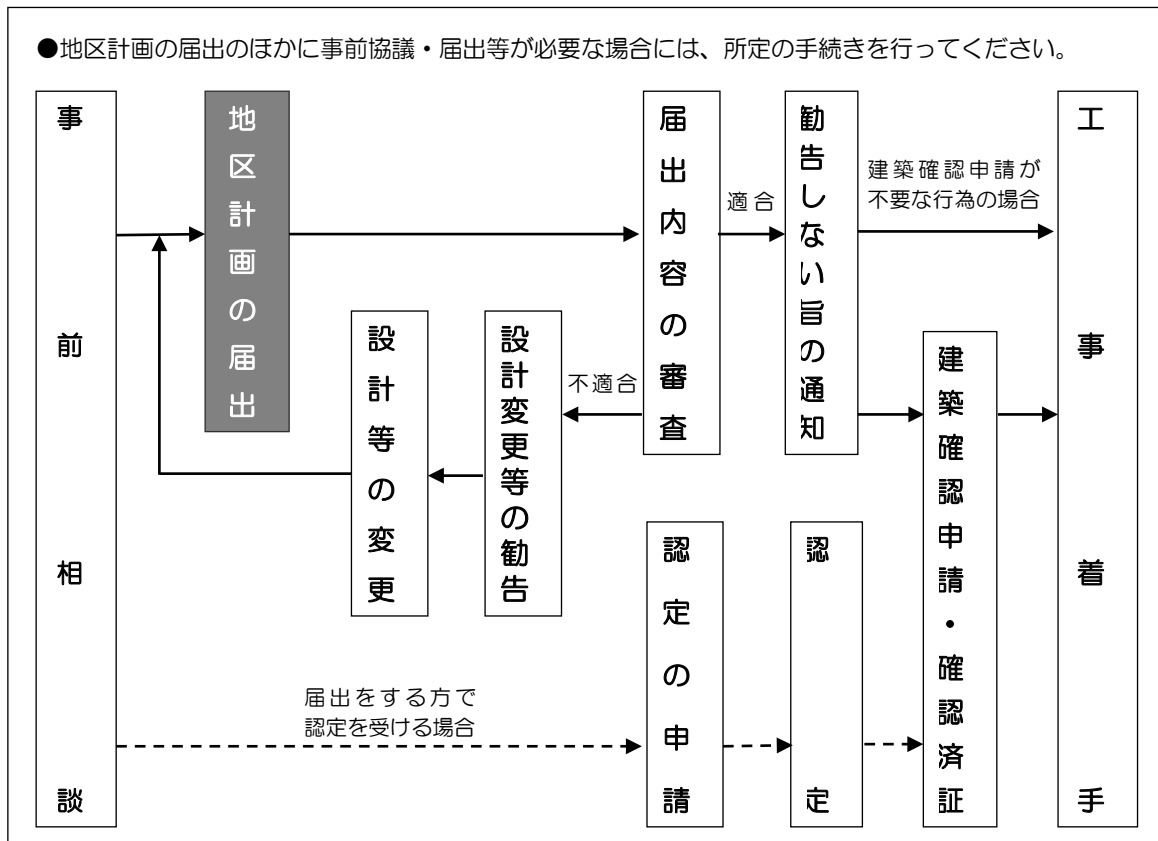 ●地区計画の届出のほかに事前協議・届出等が必要な場合には、所定の手続きを行ってください。
事前相談
地区計画の届出
届出内容の審査
適合
勧告しない旨の通知
建築確認申請が
不要な行為の場合
工事着手
不適合
設計変更等の勧告
設計等の変更
建築確認申請・確認済証
届出をする方で
認定を受ける場合
認定の申請
認定